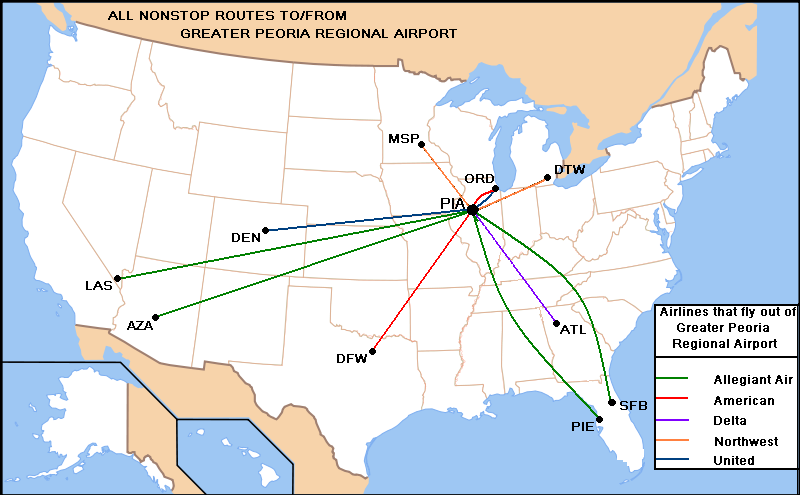 ALL NONSTOP ROUTES TO/FROM
GREATER PEORIA REGIONAL AIRPORT
MSP
DTW
ORD
PIA
DEN
LAS
AZA
ATL
DFW
SFB
PIE
Airlines that fly out of
Greater Peoria
Regional Airport
Allegiant Air
American
Delta
Northwest
United